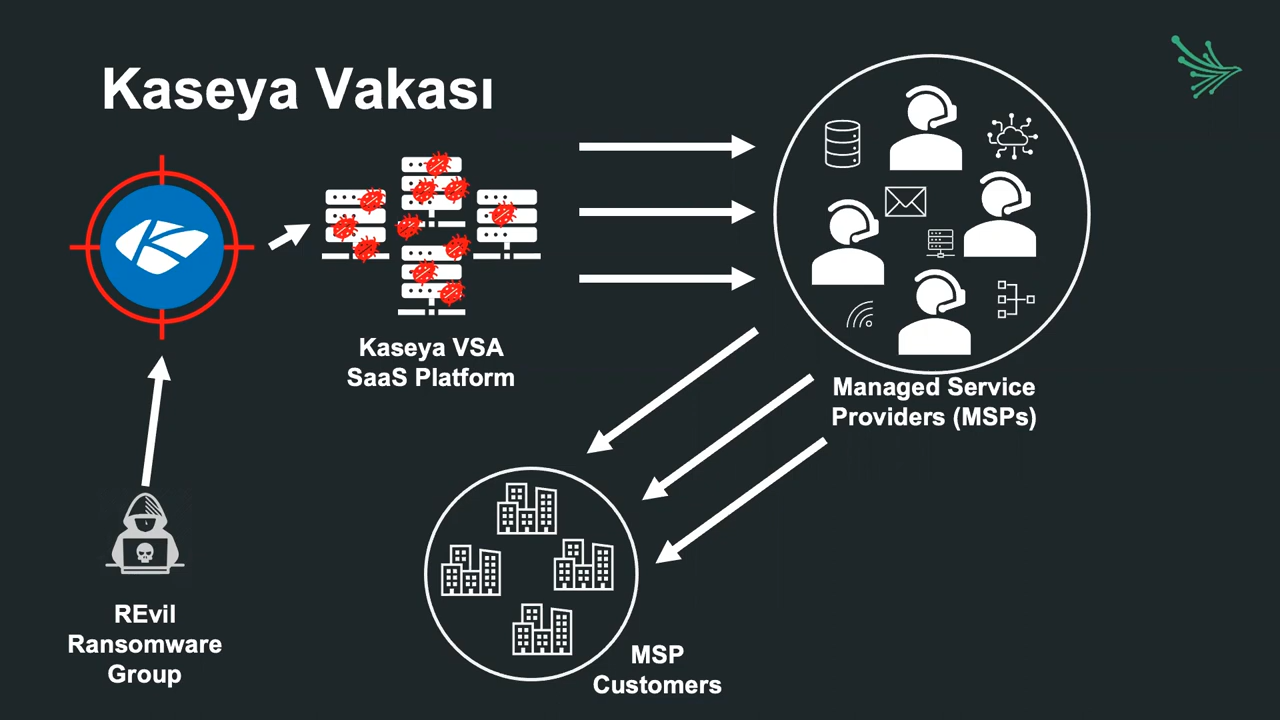 Kaseya Vakası
Kaseya VSA
SaaS Platform
Managed Service
Providers (MSPs)
REvil
Ransomware
Group
MSP
Customers